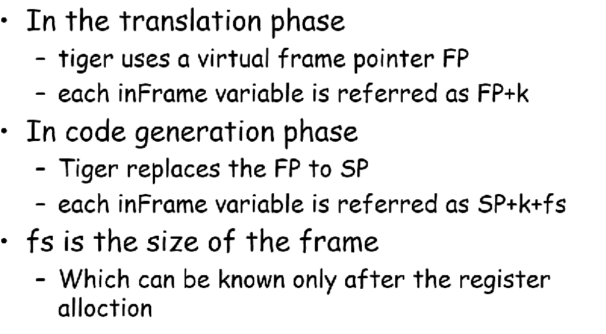 • In the translation phase
- tiger uses a virtual frame pointer FP
- each inFrame variable is referred as FP+k
• In code generation phase
- Tiger replaces the FP to SP
- each inFrame variable is referred as SP+k+fs
• fs is the size of the frame
- Which can be known only after the register
alloction